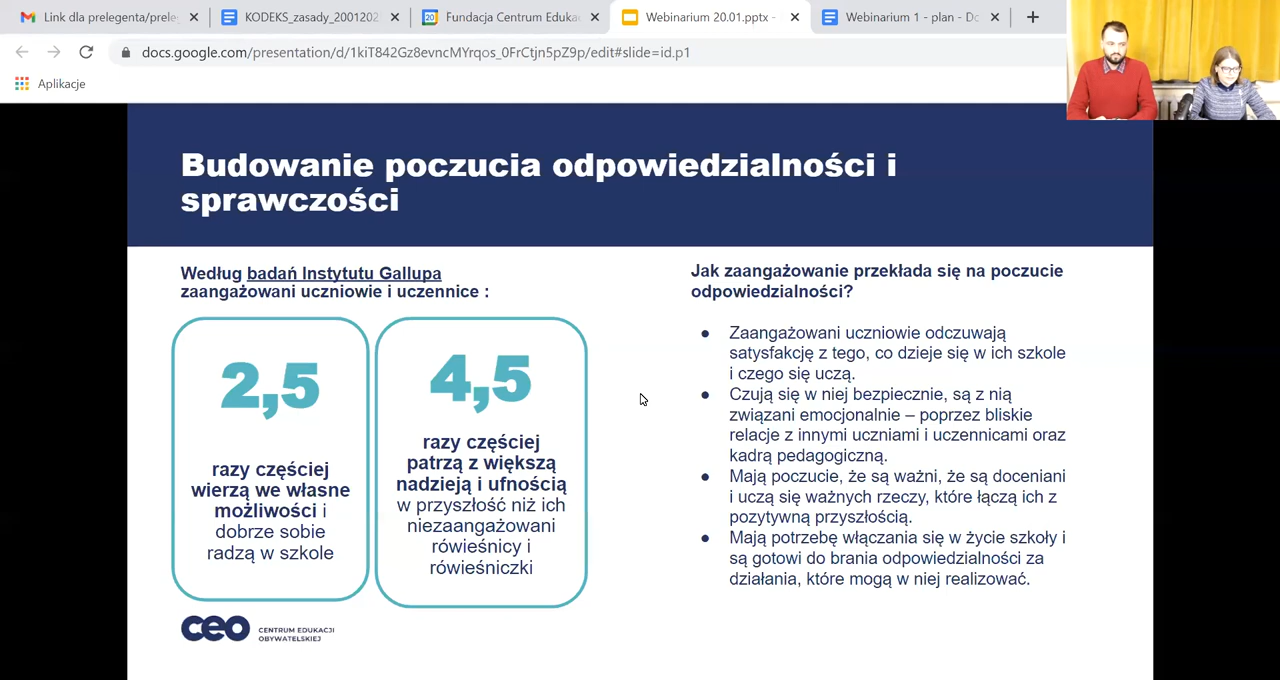 Link dla prelegenta/prele
KODEKS_zasady_2001202
Fundacja Centrum Eduka
Webinarium 20.01.pptx -
Webinarium 1 - plan - Do
docs.google.com/presentation/d/1kiT842Gz8evncMYrqos_0FrCtjn5pZ9p/edit#slide=id.p1
Aplikacje
Budowanie poczucia odpowiedzialności i
sprawczości
Według badań Instytutu Gallupa
zaangażowani uczniowie i uczennice :
2,5
razy częściej
wierzą we własne
możliwości i
dobrze sobie
radzą w szkole
4,5
razy częściej
patrzą z większą
nadzieją i ufnością
w przyszłość niż ich
niezaangażowani
rówieśnicy i
rówieśniczki
Jak zaangażowanie przekłada się na poczucie
odpowiedzialności?
● Zaangażowani uczniowie odczuwają
satysfakcję z tego, co dzieje się w ich szkole
i czego się uczą.
● Czują się w niej bezpiecznie, są z nią
związani emocjonalnie – poprzez bliskie
relacje z innymi uczniami i uczennicami oraz
kadrą pedagogiczną.
● Mają poczucie, że są ważni, że są doceniani
i uczą się ważnych rzeczy, które łączą ich z
pozytywną przyszłością.
● Mają potrzebę włączania się w życie szkoły i
są gotowi do brania odpowiedzialności za
działania, które mogą w niej realizować.
ceo
CENTRUM EDUKACJI
OBYWATELSKIEJ